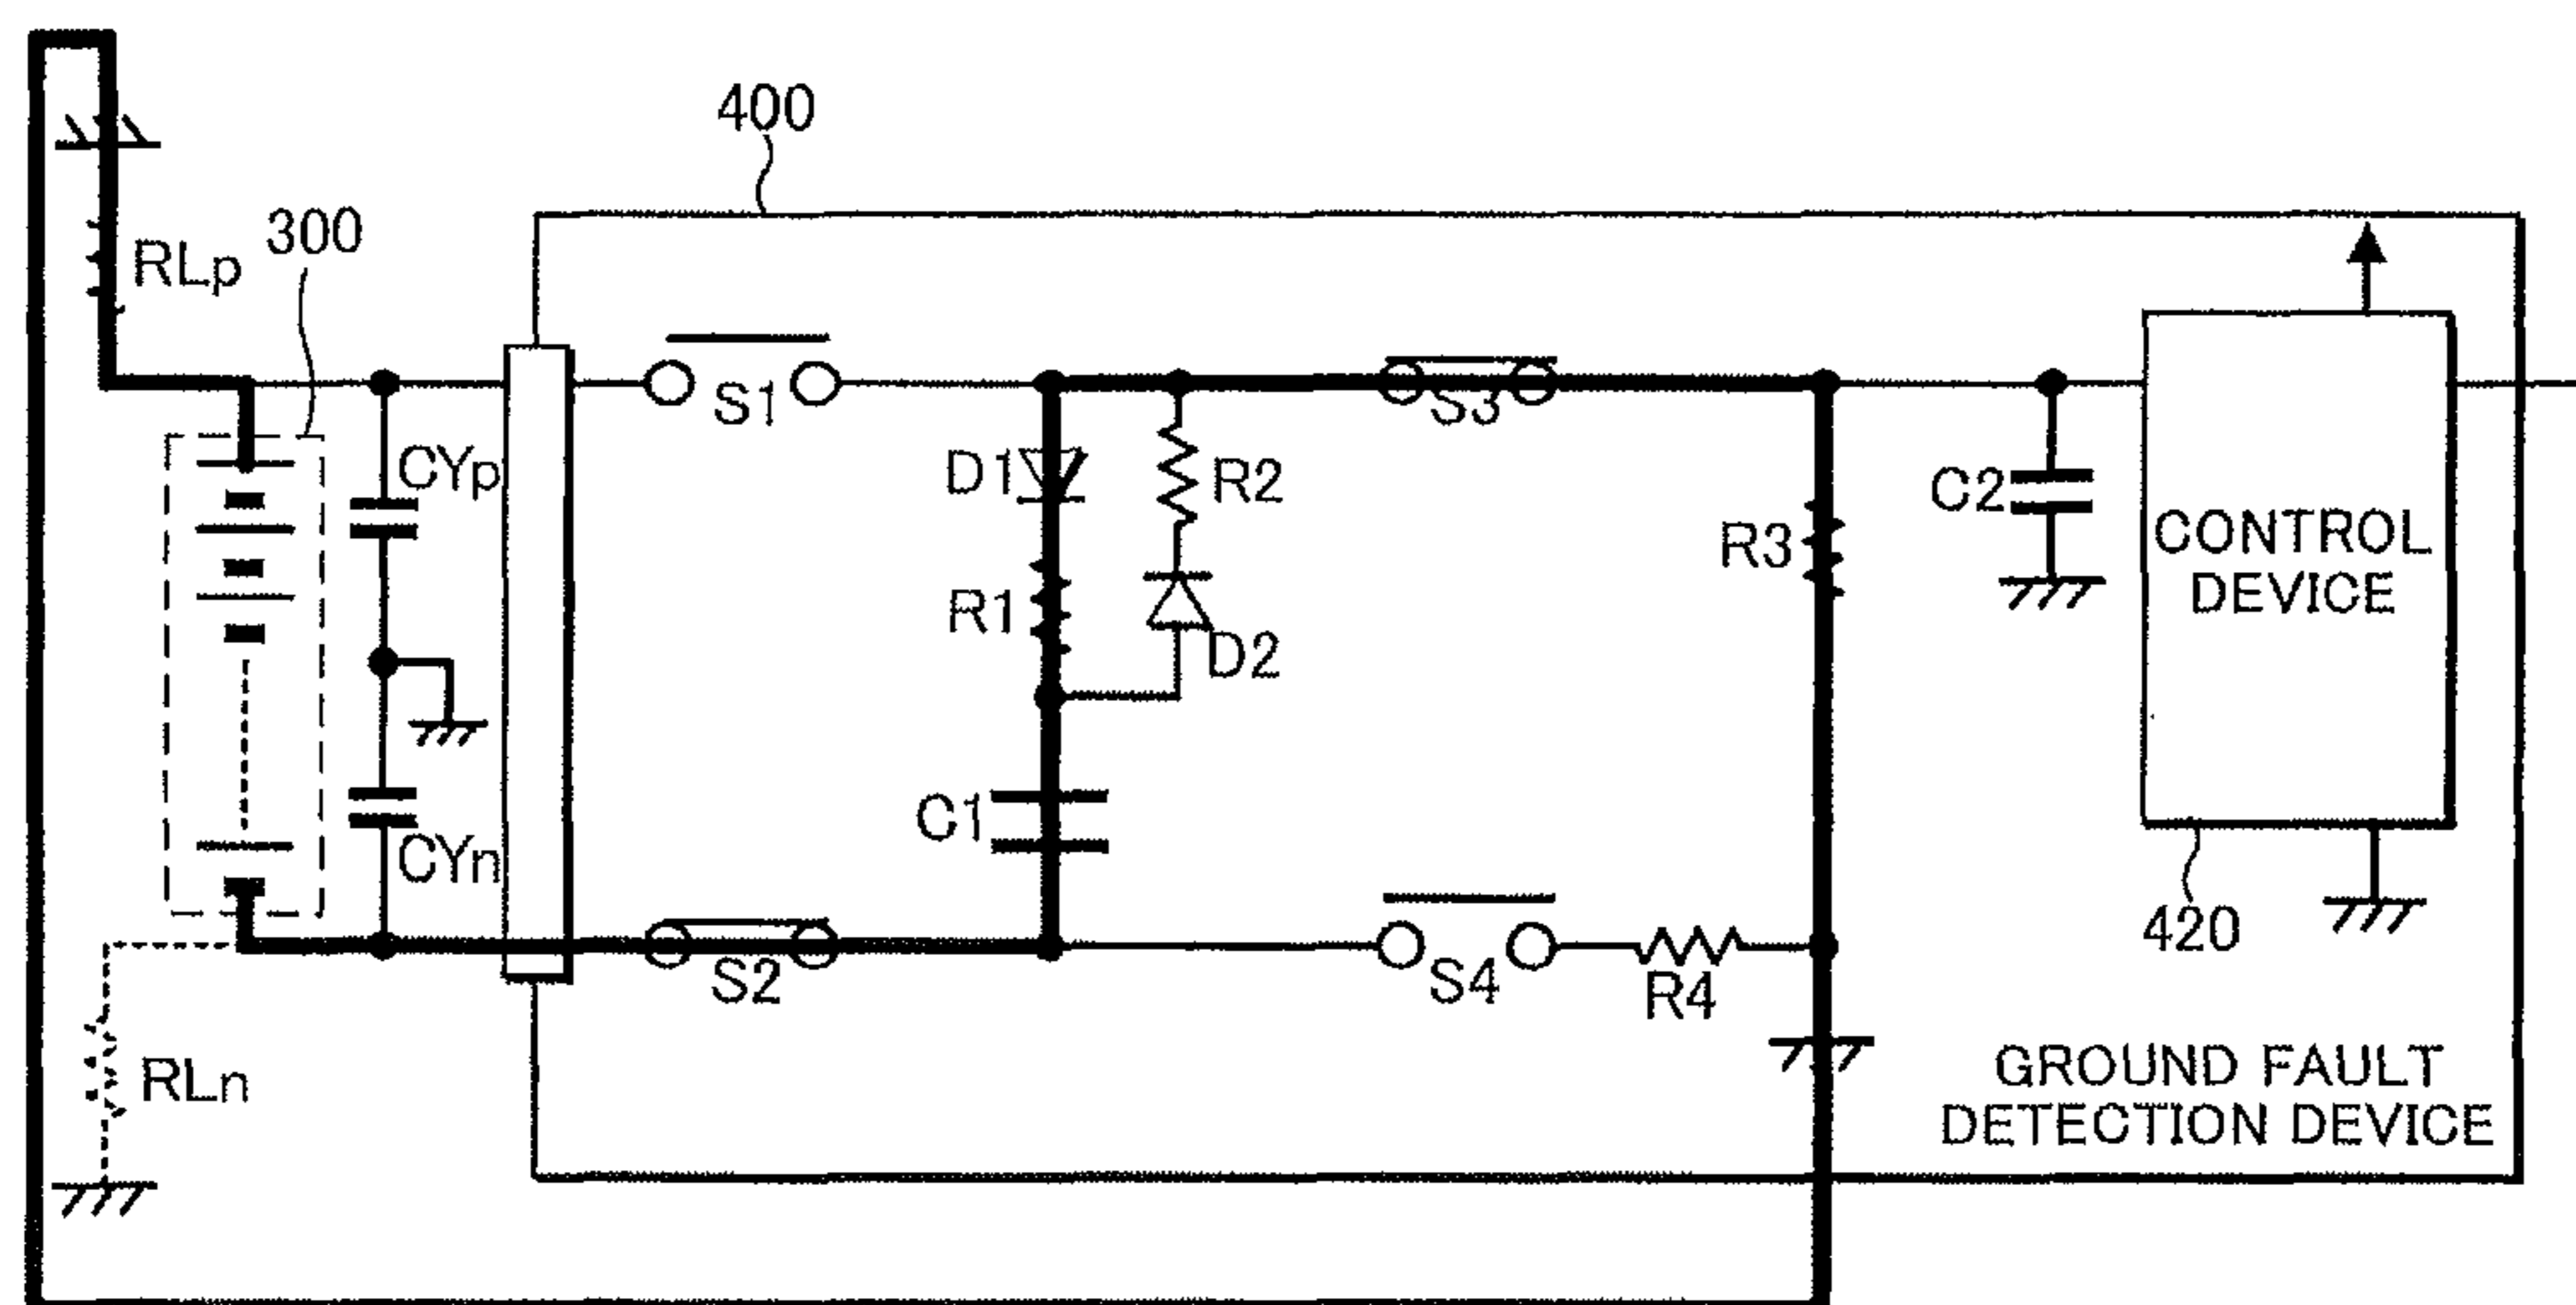 400
300
RLp
S1
S3
CYp
D1
R2
C2
CONTROL
DEVICE
R3
R1
D2
C1
CYn
S2
S4
R4
420
RLn
GROUND FAULT
DETECTION DEVICE